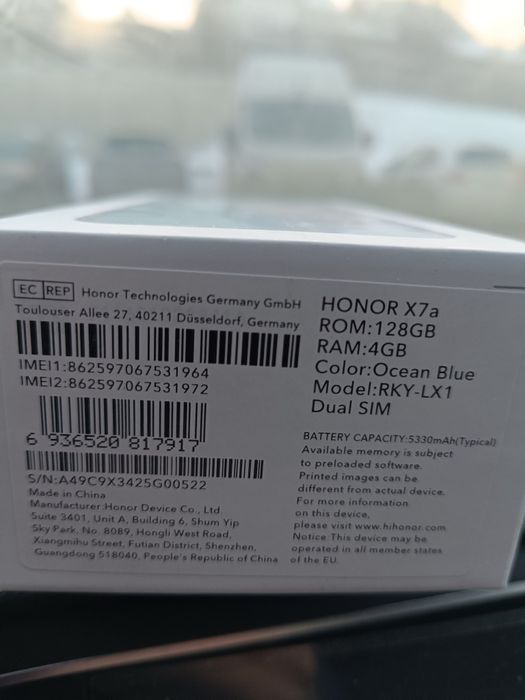 EC REP Honor Technologies Germany GmbH
Toulouser Allee 27, 40211 Düsseldorf, Germany
IMEI1:862597067531964
IMEI2:862597067531972
6 936520 817917
S/N:A49C9X3425G00522
Made in China
Manufacturer:Honor Device Co., Ltd.
Suite 3401, Unit A, Building 6, Shum Yip
Sky Park, No. 8089, Hongli West Road,
Xiangmihu Street, Futian District, Shenzhen,
Guangdong 518040, People's Republic of China
HONOR X7a
ROM:128GB
RAM:4GB
Color:Ocean Blue
Model:RKY-LX1
Dual SIM
BATTERY CAPACITY:5330mAh(Typical)
Available memory is subject
to preloaded software.
Printed images can be
different from actual device.
For more information
on this device,
please visit www.hihonor.com
Notice:This device may be
operated in all member states
of the EU.